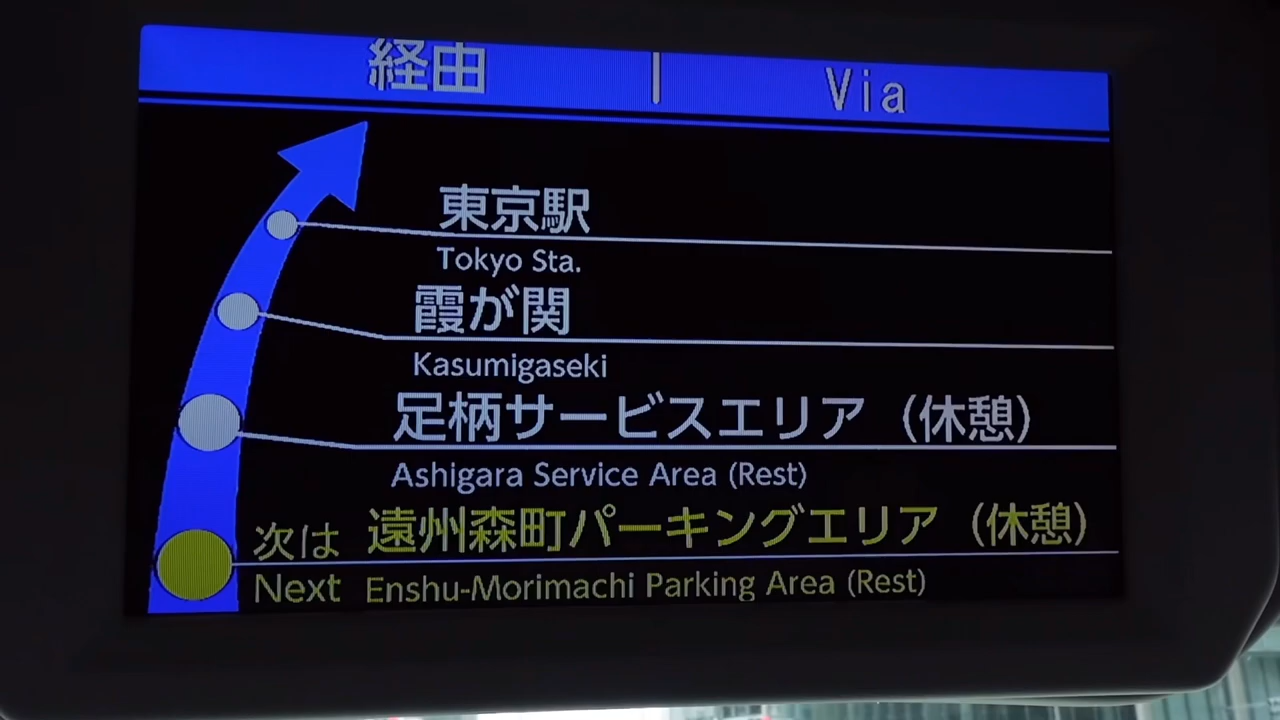 経由 | Via
東京駅
Tokyo Sta.
霞が関
Kasumigaseki
足柄サービスエリア（休憩）
Ashigara Service Area (Rest)
次は 遠州森町パーキングエリア（休憩）
Next Enshu-Morimachi Parking Area (Rest)